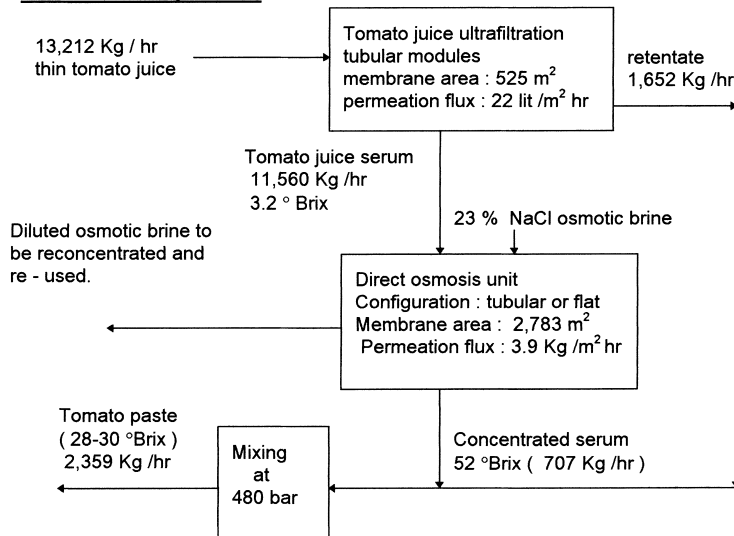 13,212 Kg / hr
thin tomato juice
Tomato juice ultrafiltration
tubular modules
membrane area : 525 m²
permeation flux : 22 lit /m² hr
retentate
1,652 Kg /hr
Tomato juice serum
11,560 Kg /hr
3.2 ° Brix
23 % NaCl osmotic brine
Diluted osmotic brine to
be reconcentrated and
re - used.
Direct osmosis unit
Configuration : tubular or flat
Membrane area : 2,783 m²
Permeation flux : 3.9 Kg /m² hr
Tomato paste
( 28-30 °Brix )
2,359 Kg /hr
Mixing
at
480 bar
Concentrated serum
52 °Brix ( 707 Kg /hr )